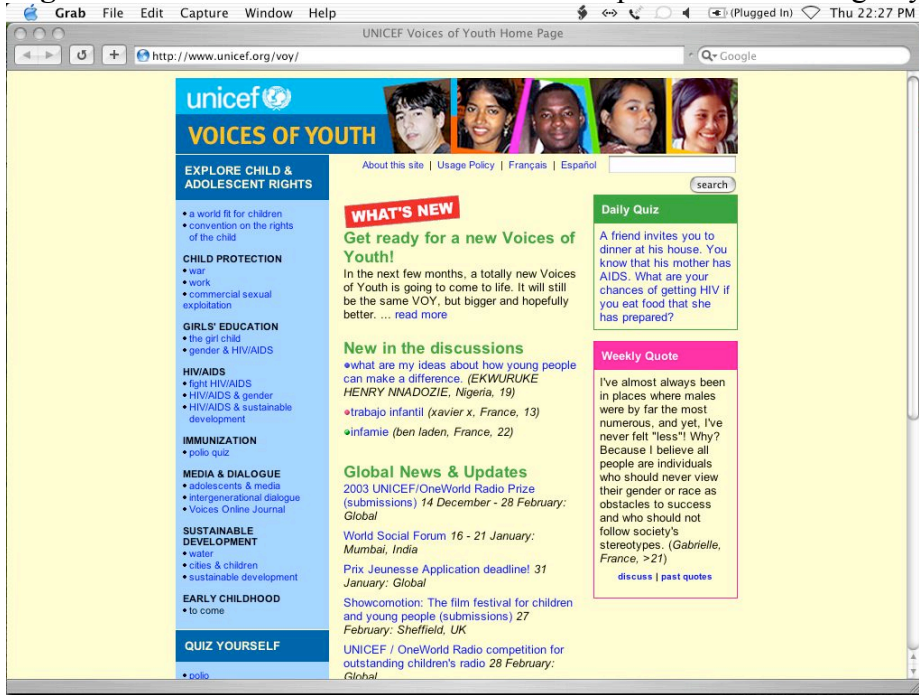 Grab File Edit Capture Window Help (Plugged In) Thu 22:27 PM
UNICEF Voices of Youth Home Page
http://www.unicef.org/voy/
Google
unicef
VOICES OF YOUTH
About this site | Usage Policy | Français | Español
search
EXPLORE CHILD &
ADOLESCENT RIGHTS
• a world fit for children
• convention on the rights
of the child
CHILD PROTECTION
• war
• work
• commercial sexual
exploitation
GIRLS' EDUCATION
• the girl child
• gender & HIV/AIDS
HIV/AIDS
• fight HIV/AIDS
• HIV/AIDS & gender
• HIV/AIDS & sustainable
development
IMMUNIZATION
• polio quiz
MEDIA & DIALOGUE
• adolescents & media
• intergenerational dialogue
• Voices Online Journal
SUSTAINABLE
DEVELOPMENT
• water
• cities & children
• sustainable development
EARLY CHILDHOOD
• to come
QUIZ YOURSELF
• polio
WHAT'S NEW
Get ready for a new Voices of
Youth!
In the next few months, a totally new Voices
of Youth is going to come to life. It will still
be the same VOY, but bigger and hopefully
better. ... read more
New in the discussions
•what are my ideas about how young people
can make a difference. (EKWURUKE
HENRY NNADOZIE, Nigeria, 19)
•trabajo infantil (xavier x, France, 13)
•infamie (ben laden, France, 22)
Global News & Updates
2003 UNICEF/OneWorld Radio Prize
(submissions) 14 December - 28 February:
Global
World Social Forum 16 - 21 January:
Mumbai, India
Prix Jeunesse Application deadline! 31
January: Global
Showcomotion: The film festival for children
and young people (submissions) 27
February: Sheffield, UK
UNICEF / OneWorld Radio competition for
outstanding children's radio 28 February:
Global
Daily Quiz
A friend invites you to
dinner at his house. You
know that his mother has
AIDS. What are your
chances of getting HIV if
you eat food that she
has prepared?
Weekly Quote
I've almost always been
in places where males
were by far the most
numerous, and yet, I've
never felt "less"! Why?
Because I believe all
people are individuals
who should never view
their gender or race as
obstacles to success
and who should not
follow society's
stereotypes. (Gabrielle,
France, >21)
discuss | past quotes